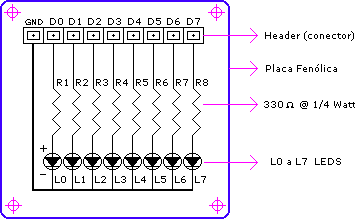 GND D0 D1 D2 D3 D4 D5 D6 D7
Header (conector)
Placa Fenólica
R1 R2 R3 R4 R5 R6 R7 R8
330 Ω @ 1/4 Watt
+
L0 a L7 LEDS
−
L0 L1 L2 L3 L4 L5 L6 L7